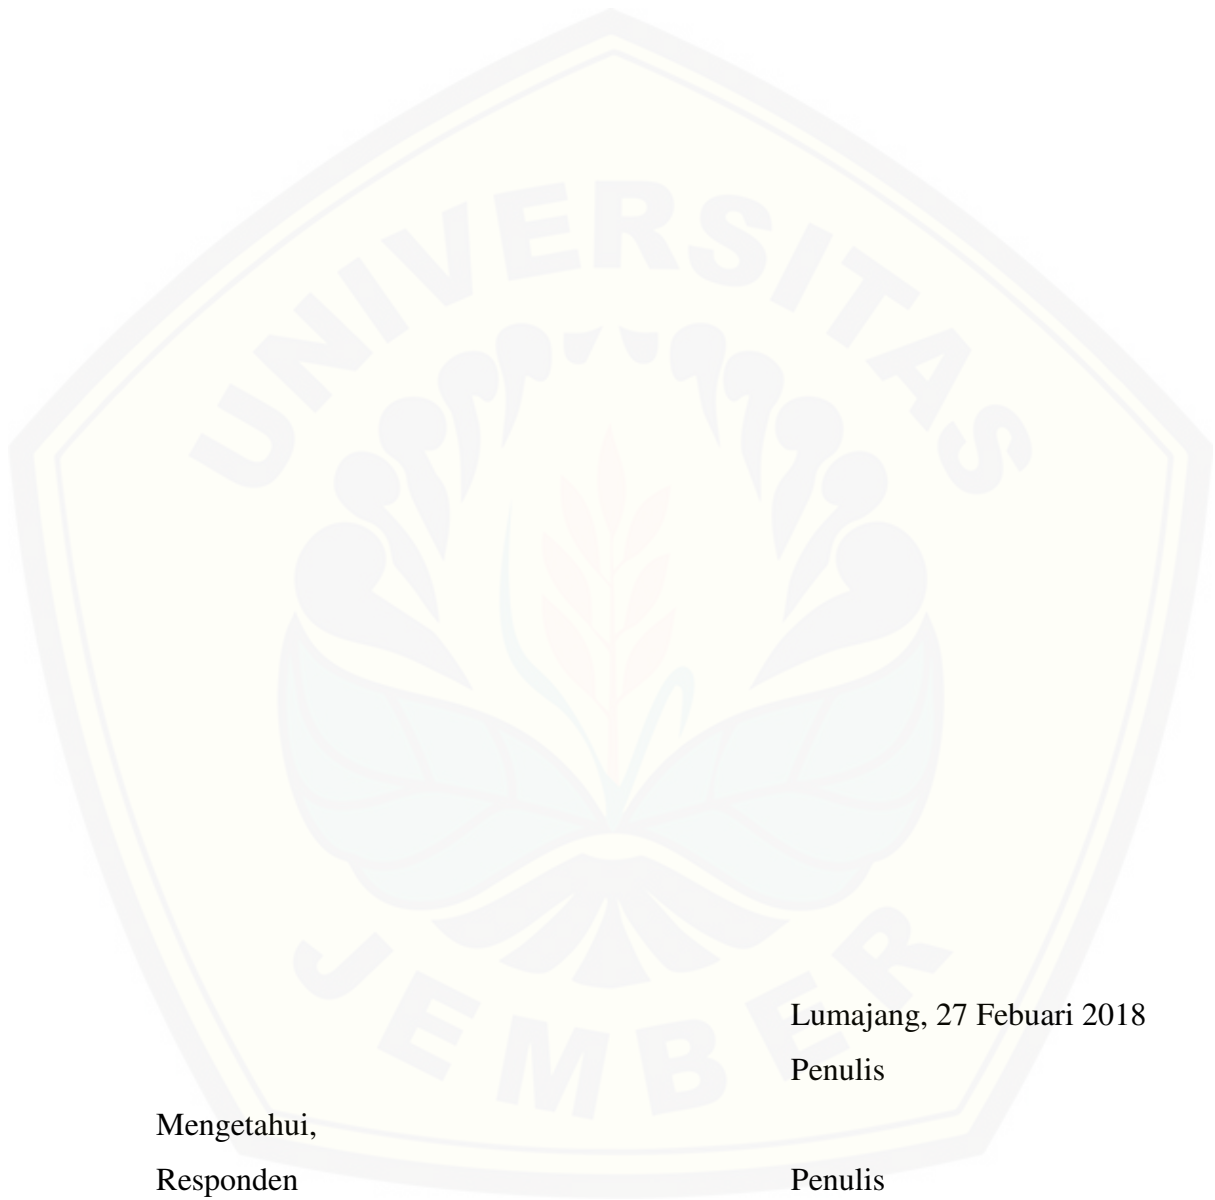 UNIVERSITAS
JEMBER
Lumajang, 27 Febuari 2018
Penulis
Mengetahui,
Responden Penulis